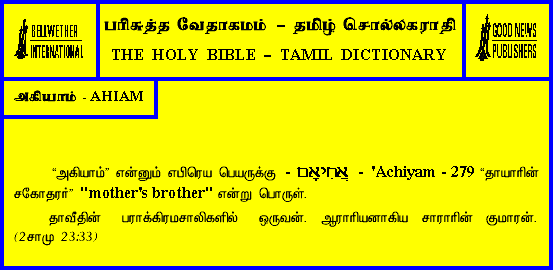 BELLWETHER
INTERNATIONAL
பரிசுத்த வேதாகமம் – தமிழ் சொல்லகராதி
THE HOLY BIBLE – TAMIL DICTIONARY
GOOD NEWS
PUBLISHERS
அகியாம் - AHIAM
“அகியாம்” என்னும் எபிரெய பெயருக்கு - אֲחִיאָם - 'Achiyam - 279 “தாயாரின்
சகோதரர்” "mother's brother" என்று பொருள்.
தாவீதின் பராக்கிரமசாலிகளில் ஒருவன். ஆராரியனாகிய சாராரின் குமாரன்.
(2சாமு 23:33)